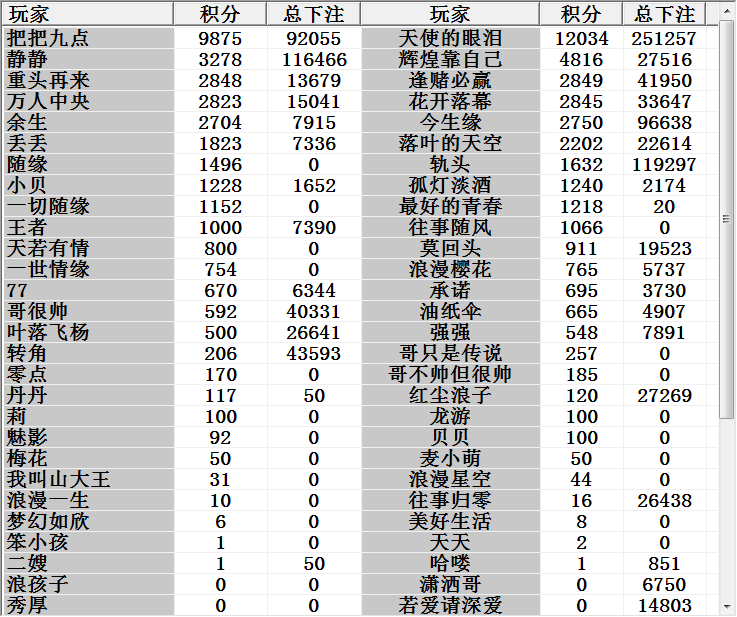 玩家 积分 总下注 玩家 积分 总下注
把把九点 9875 92055 天使的眼泪 12034 251257
静静 3278 116466 辉煌靠自己 4816 27516
重头再来 2848 13679 逢赌必赢 2849 41950
万人中央 2823 15041 花开落幕 2845 33647
余生 2704 7915 今生缘 2750 96638
丢丢 1823 7336 落叶的天空 2202 22614
随缘 1496 0 轨头 1632 119297
小贝 1228 1652 孤灯淡酒 1240 2174
一切随缘 1152 0 最好的青春 1218 20
王者 1000 7390 往事随风 1066 0
天若有情 800 0 莫回头 911 19523
一世情缘 754 0 浪漫樱花 765 5737
77 670 6344 承诺 695 3730
哥很帅 592 40331 油纸伞 665 4907
叶落飞杨 500 26641 强强 548 7891
转角 206 43593 哥只是传说 257 0
零点 170 0 哥不帅但很帅 185 0
丹丹 117 50 红尘浪子 120 27269
莉 100 0 龙游 100 0
魅影 92 0 贝贝 100 0
梅花 50 0 麦小萌 50 0
我叫山大王 31 0 浪漫星空 44 0
浪漫一生 10 0 往事归零 16 26438
梦幻如欣 6 0 美好生活 8 0
笨小孩 1 0 天天 2 0
二嫂 1 50 哈喽 1 851
浪孩子 0 0 潇洒哥 0 6750
秀厚 0 0 若爱请深爱 0 14803